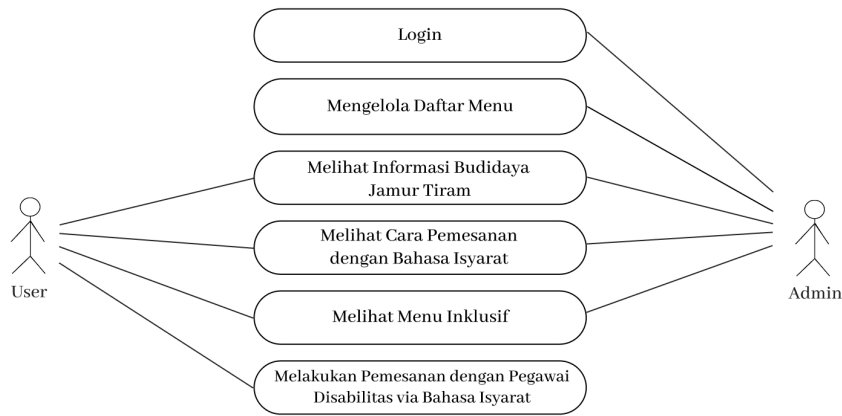 Login
Mengelola Daftar Menu
Melihat Informasi Budidaya
Jamur Tiram
Melihat Cara Pemesanan
dengan Bahasa Isyarat
User
Admin
Melihat Menu Inklusif
Melakukan Pemesanan dengan Pegawai
Disabilitas via Bahasa Isyarat